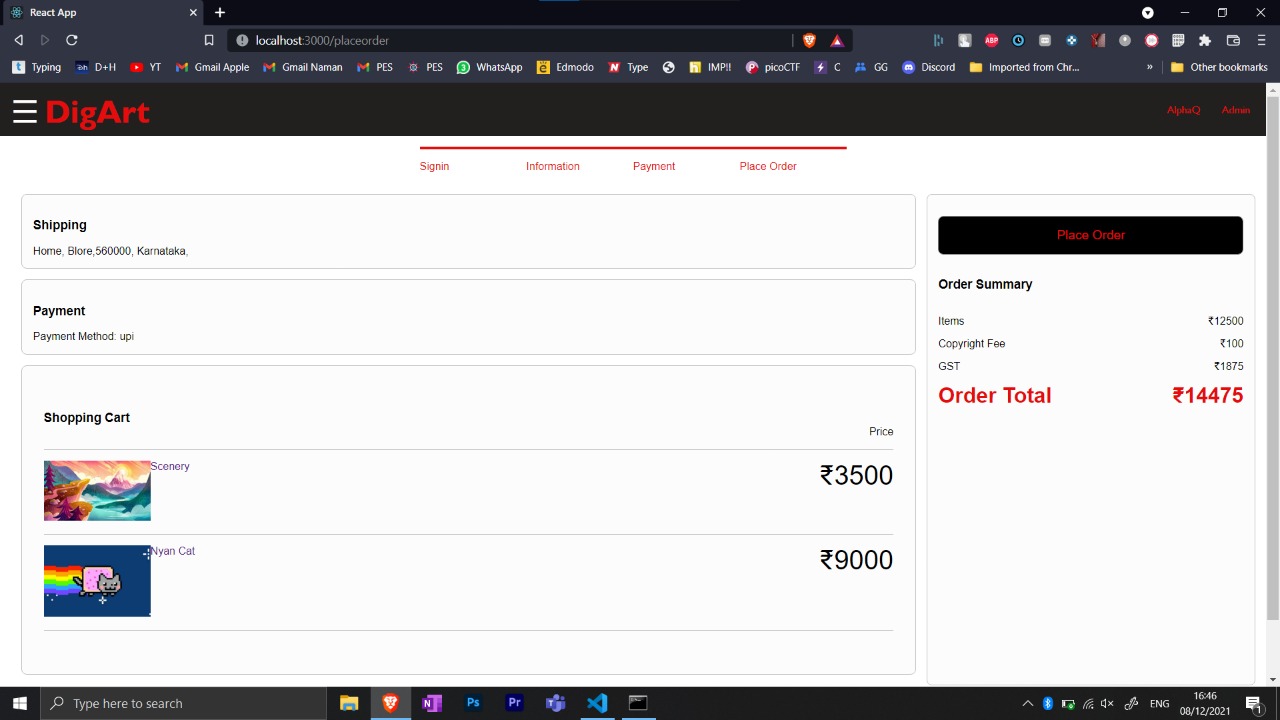 React App
localhost:3000/placeorder
Typing D+H YT Gmail Apple Gmail Naman PES PES WhatsApp Edmodo Type IMP!! picoCTF C GG Discord Imported from Chr... » Other bookmarks
DigArt AlphaQ Admin
Signin Information Payment Place Order
Shipping
Home, Blore,560000, Karnataka,
Payment
Payment Method: upi
Shopping Cart
Price
Scenery ₹3500
Nyan Cat ₹9000
Place Order
Order Summary
Items ₹12500
Copyright Fee ₹100
GST ₹1875
Order Total ₹14475
Type here to search
ENG
16:46
08/12/2021